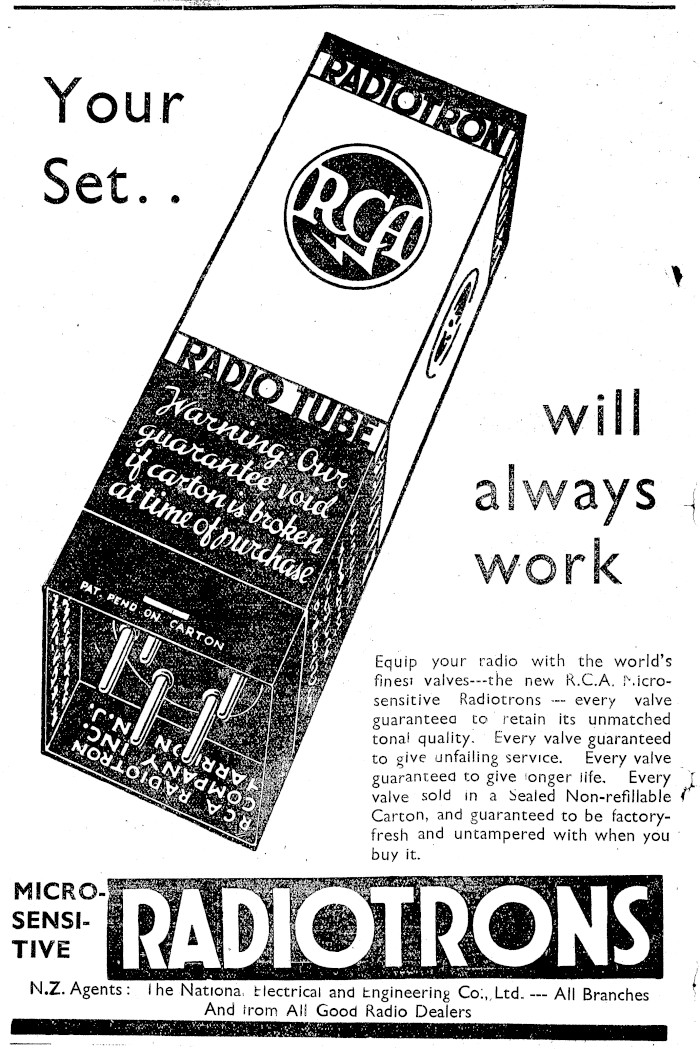 Your
Set. .
RADIOTRON
RCA
RADIO TUBE
Warning: Our
guarantee void
if carton is broken
at time of purchase
PAT. PEND ON CARTON
RCA RADIOTRON
COMPANY INC.
HARRISON N.J.
will
always
work
Equip your radio with the world's
finest valves---the new R.C.A. Micro-
sensitive Radiotrons --- every valve
guaranteed to retain its unmatched
tonal quality. Every valve guaranteed
to give unfailing service. Every valve
guaranteed to give longer life. Every
valve sold in a Sealed Non-refillable
Carton, and guaranteed to be factory-
fresh and untampered with when you
buy it.
MICRO-
SENSI-
TIVE
RADIOTRONS
N.Z. Agents: The National Electrical and Engineering Co., Ltd. --- All Branches
And from All Good Radio Dealers